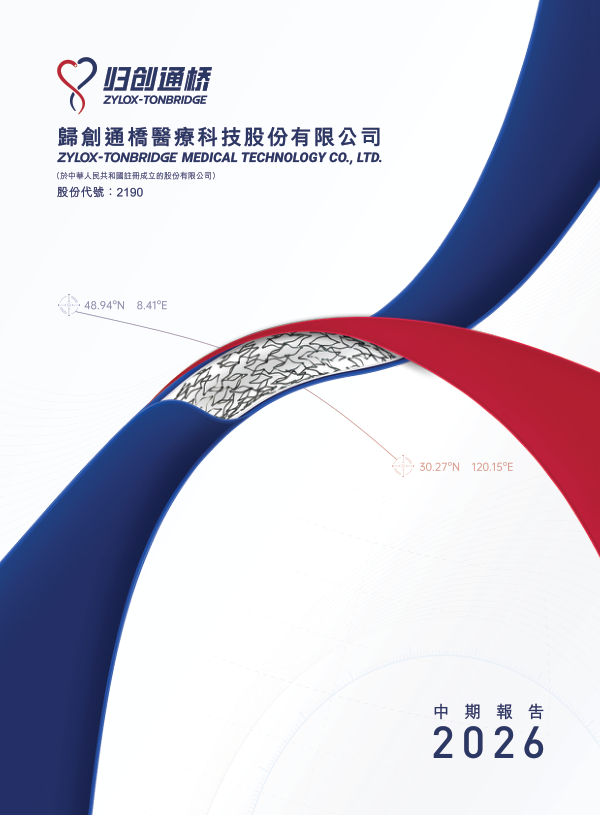 归创通桥
ZYLOX-TONBRIDGE
歸創通橋醫療科技股份有限公司
ZYLOX-TONBRIDGE MEDICAL TECHNOLOGY CO., LTD.
(於中華人民共和國註冊成立的股份有限公司)
股份代號：2190
48.94°N 8.41°E
30.27°N 120.15°E
中期報告
2026